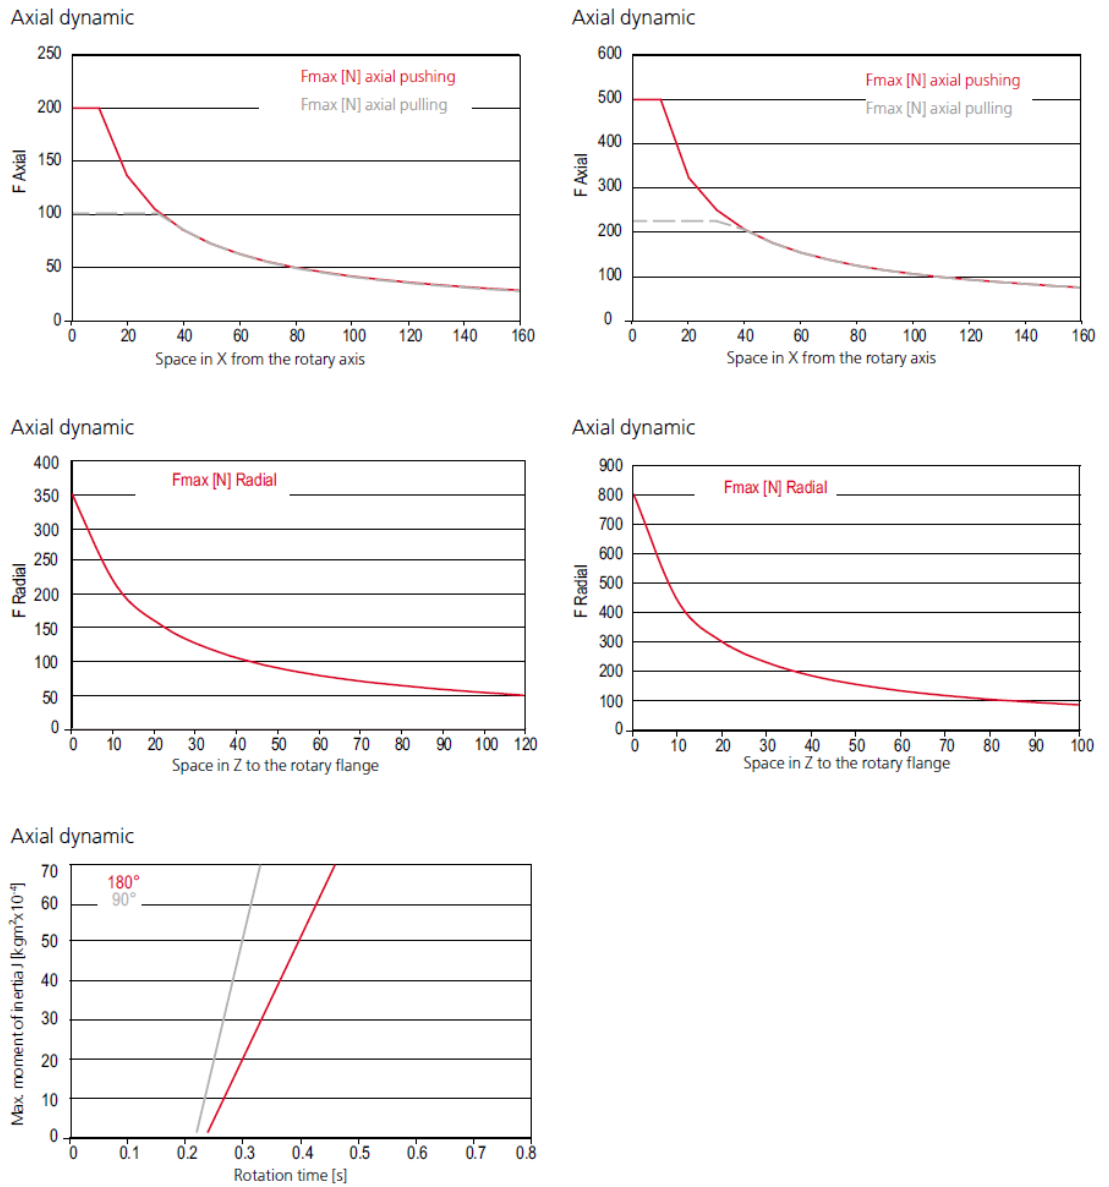 Axial dynamic
250
200
150
100
50
0
F Axial
Fmax [N] axial pushing
Fmax [N] axial pulling
0 20 40 60 80 100 120 140 160
Space in X from the rotary axis
Axial dynamic
600
500
400
300
200
100
0
F Axial
Fmax [N] axial pushing
Fmax [N] axial pulling
0 20 40 60 80 100 120 140 160
Space in X from the rotary axis
Axial dynamic
400
350
300
250
200
150
100
50
0
F Radial
Fmax [N] Radial
0 10 20 30 40 50 60 70 80 90 100 120
Space in Z to the rotary flange
Axial dynamic
900
800
700
600
500
400
300
200
100
0
F Radial
Fmax [N] Radial
0 10 20 30 40 50 60 70 80 90 100
Space in Z to the rotary flange
Axial dynamic
70
60
50
40
30
20
10
0
Max. moment of inertia J [kgm²x10⁻⁴]
180°
90°
0 0.1 0.2 0.3 0.4 0.5 0.6 0.7 0.8
Rotation time [s]